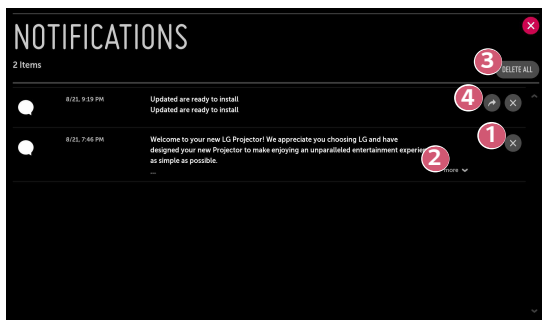 NOTIFICATIONS
2 Items
3
DELETE ALL
8/21, 9:19 PM
Updated are ready to install
Updated are ready to install
4
8/21, 7:46 PM
Welcome to your new LG Projector! We appreciate you choosing LG and have
designed your new Projector to make enjoying an unparalleled entertainment experie
as simple as possible.
...
1
2
more